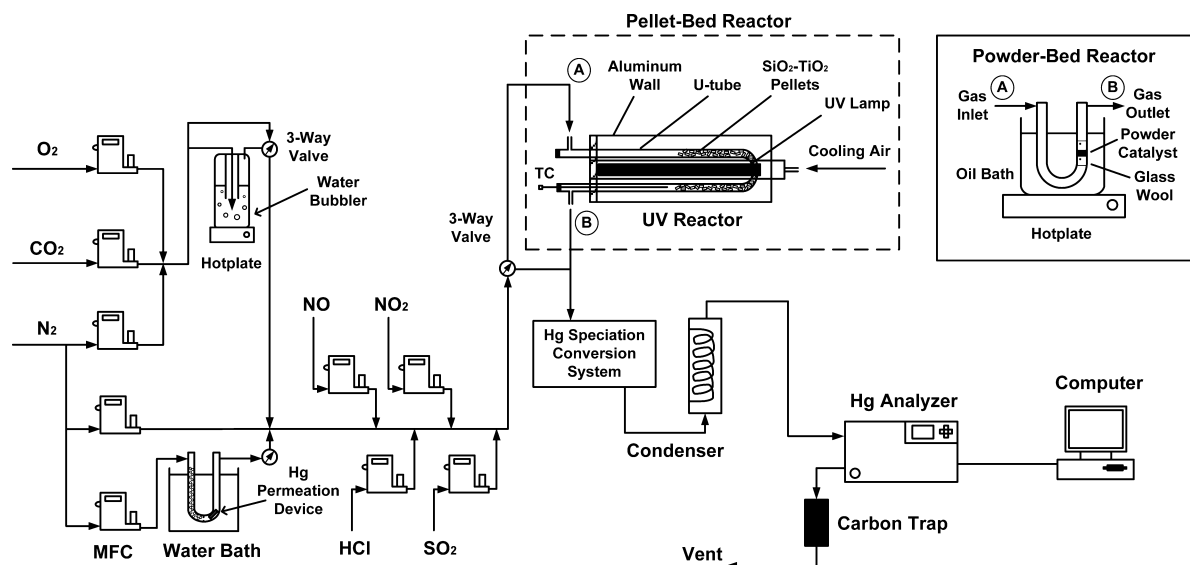 Pellet-Bed Reactor
A
Aluminum
Wall
U-tube
SiO₂-TiO₂
Pellets
UV Lamp
Cooling Air
TC
B
UV Reactor
Powder-Bed Reactor
A
B
Gas
Inlet
Gas
Outlet
Powder
Catalyst
Oil Bath
Glass
Wool
Hotplate
O₂
3-Way
Valve
Water
Bubbler
CO₂
Hotplate
3-Way
Valve
N₂
NO
NO₂
Hg Speciation
Conversion
System
Condenser
Hg Analyzer
Computer
Hg
Permeation
Device
MFC
Water Bath
HCl
SO₂
Carbon Trap
Vent